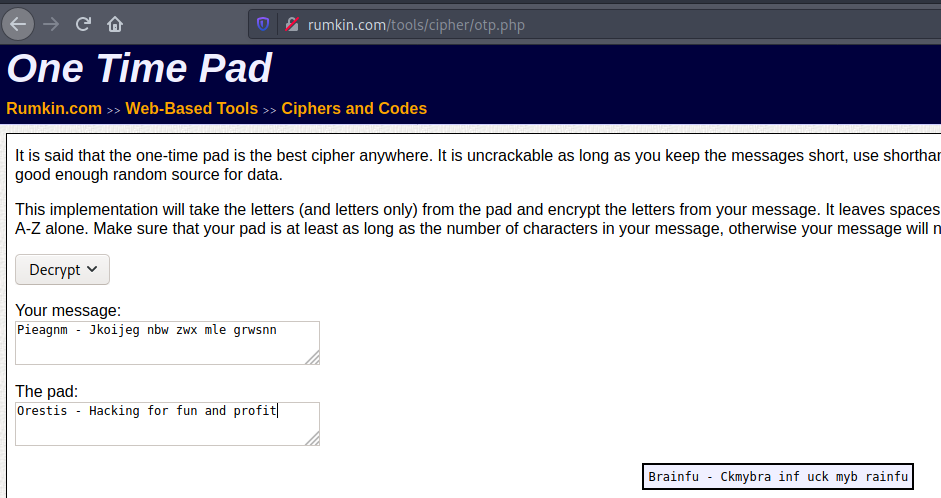 rumkin.com/tools/cipher/otp.php
One Time Pad
Rumkin.com >> Web-Based Tools >> Ciphers and Codes
It is said that the one-time pad is the best cipher anywhere. It is uncrackable as long as you keep the messages short, use shorthan
good enough random source for data.
This implementation will take the letters (and letters only) from the pad and encrypt the letters from your message. It leaves spaces
A-Z alone. Make sure that your pad is at least as long as the number of characters in your message, otherwise your message will n
Decrypt
Your message:
Pieagnm - Jkoijeg nbw zwx mle grwsnn
The pad:
Orestis - Hacking for fun and profit
Brainfu - Ckmybra inf uck myb rainfu